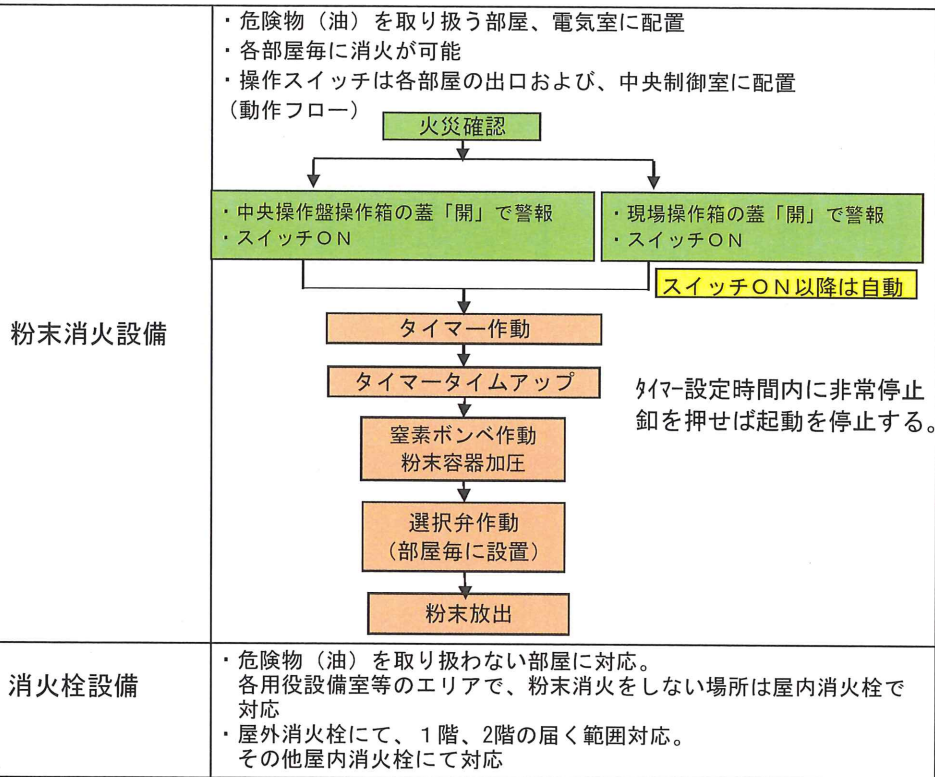 粉末消火設備
・危険物（油）を取り扱う部屋、電気室に配置
・各部屋毎に消火が可能
・操作スイッチは各部屋の出口および、中央制御室に配置
（動作フロー）
火災確認
・中央操作盤操作箱の蓋「開」で警報
・スイッチＯＮ
・現場操作箱の蓋「開」で警報
・スイッチＯＮ
スイッチＯＮ以降は自動
タイマー作動
タイマータイムアップ
ﾀｲﾏｰ設定時間内に非常停止
釦を押せば起動を停止する。
窒素ボンベ作動
粉末容器加圧
選択弁作動
（部屋毎に設置）
粉末放出
消火栓設備
・危険物（油）を取り扱わない部屋に対応。
各用役設備室等のエリアで、粉末消火をしない場所は屋内消火栓で
対応
・屋外消火栓にて、１階、2階の届く範囲対応。
その他屋内消火栓にて対応